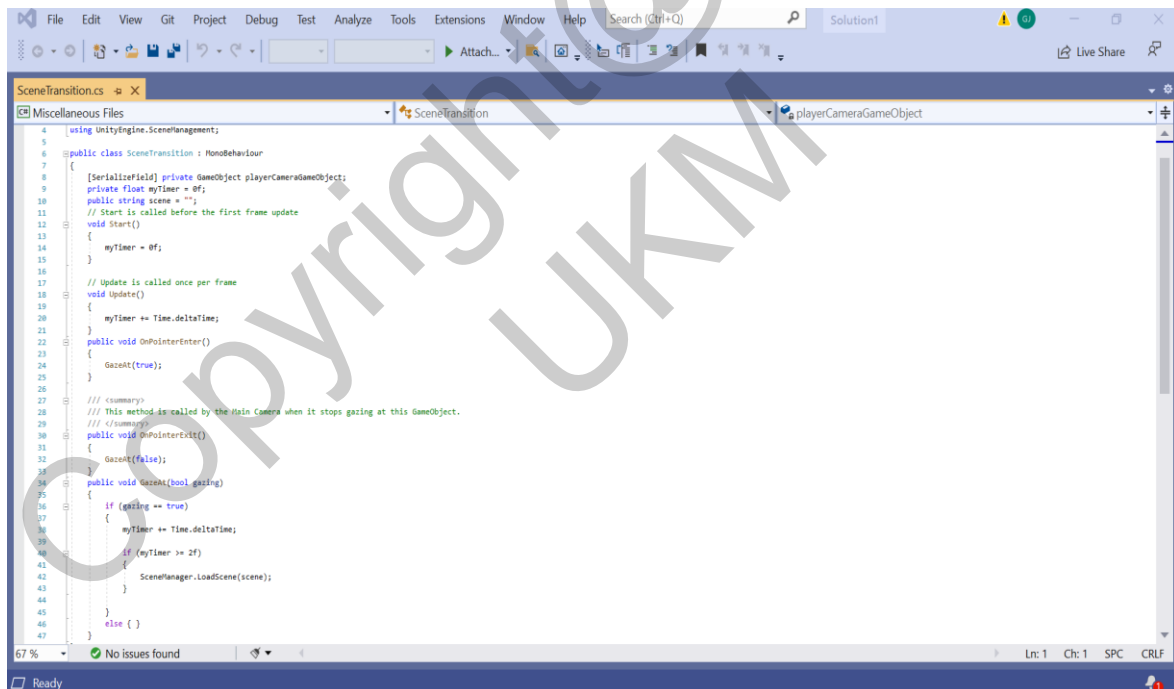 File Edit View Git Project Debug Test Analyze Tools Extensions Window Help Search (Ctrl+Q) Solution1 GJ
Attach... Live Share
SceneTransition.cs
C# Miscellaneous Files SceneTransition playerCameraGameObject
4 using UnityEngine.SceneManagement;
5
6 public class SceneTransition : MonoBehaviour
7 {
8 [SerializeField] private GameObject playerCameraGameObject;
9 private float myTimer = 0f;
10 public string scene = "";
11 // Start is called before the first frame update
12 void Start()
13 {
14 myTimer = 0f;
15 }
16
17 // Update is called once per frame
18 void Update()
19 {
20 myTimer += Time.deltaTime;
21 }
22 public void OnPointerEnter()
23 {
24 GazeAt(true);
25 }
26
27 /// <summary>
28 /// This method is called by the Main Camera when it stops gazing at this GameObject.
29 /// </summary>
30 public void OnPointerExit()
31 {
32 GazeAt(false);
33 }
34 public void GazeAt(bool gazing)
35 {
36 if (gazing == true)
37 {
38 myTimer += Time.deltaTime;
39
40 if (myTimer >= 2f)
41 {
42 SceneManager.LoadScene(scene);
43 }
44
45 }
46 else { }
47 }
67 % No issues found Ln: 1 Ch: 1 SPC CRLF
Ready 1
Copyright@
UKM